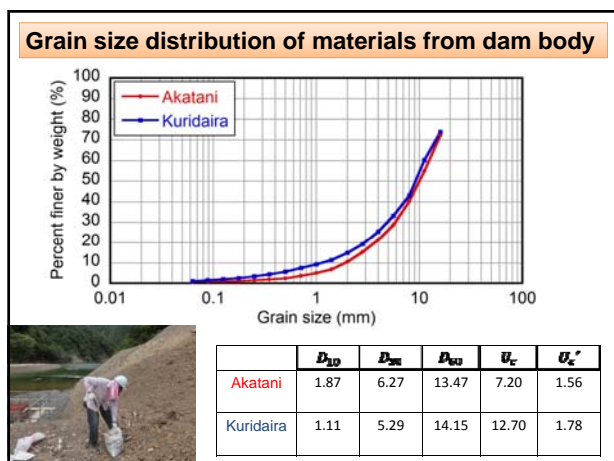 Grain size distribution of materials from dam body
100
90
80
70
60
50
40
30
20
10
0
Percent finer by weight (%)
Akatani
Kuridaira
0.01 0.1 1 10 100
Grain size (mm)
D10 D30 D60 Uc Uc'
Akatani 1.87 6.27 13.47 7.20 1.56
Kuridaira 1.11 5.29 14.15 12.70 1.78